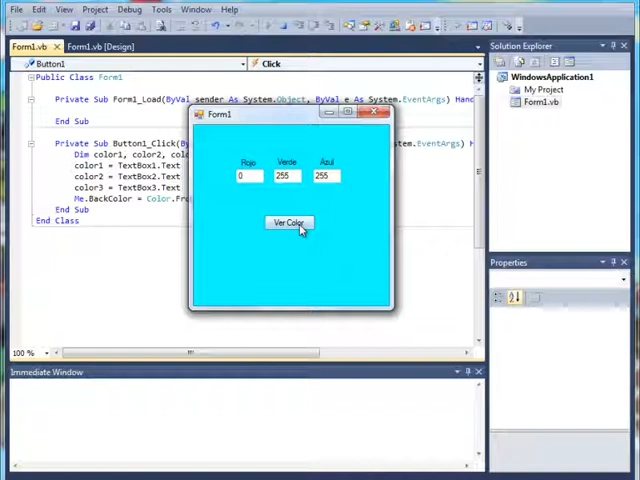 File Edit View Project Debug Data Tools Window Help
Form1.vb Form1.vb [Design]
Button1 Click
Public Class Form1
Private Sub Form1_Load(ByVal sender As System.Object, ByVal e As System.EventArgs) Hand
End Sub
Private Sub Button1_Click(ByVal
stem.EventArgs)
Dim color1, color2, co
color1 = TextBox1.Text
color2 = TextBox2.Text
color3 = TextBox3.Text
Me.BackColor = Color.Fro
End Sub
End Class
Form1
Rojo Verde Azul
0 255 255
Ver Color
100 %
Immediate Window
Solution Explorer
WindowsApplication1
My Project
Form1.vb
Properties